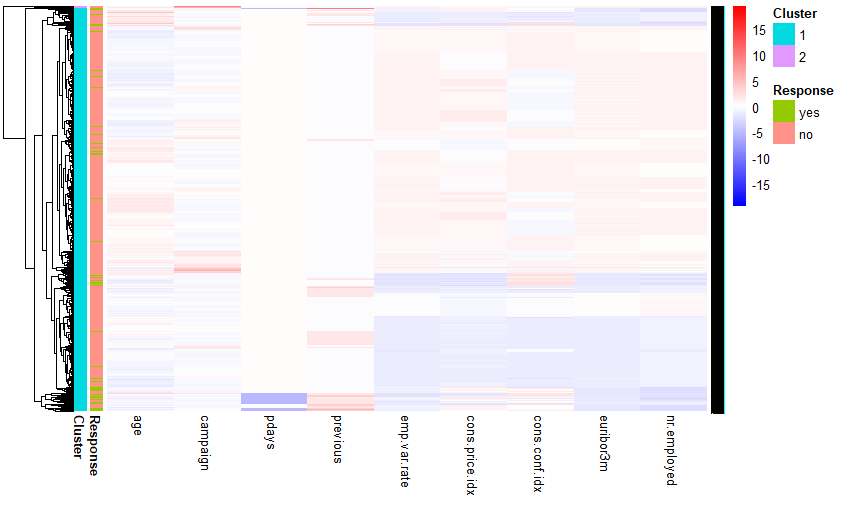 Cluster
1
2
Response
yes
no
15
10
5
0
-5
-10
-15
Cluster
Response
age
campaign
pdays
previous
emp.var.rate
cons.price.idx
cons.conf.idx
euribor3m
nr.employed